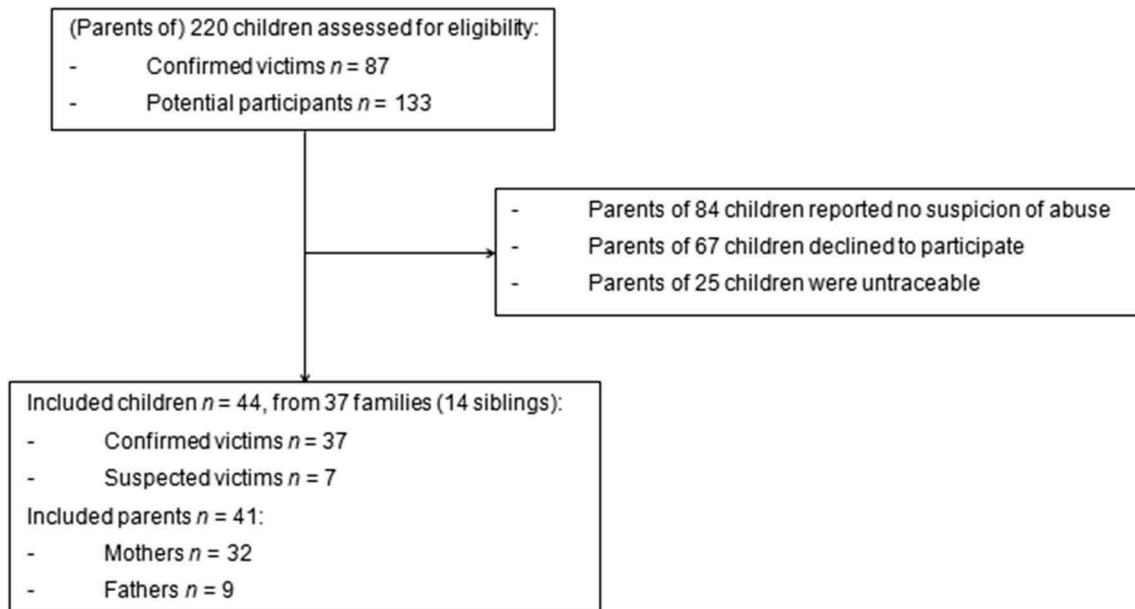 (Parents of) 220 children assessed for eligibility:
- Confirmed victims n = 87
- Potential participants n = 133
- Parents of 84 children reported no suspicion of abuse
- Parents of 67 children declined to participate
- Parents of 25 children were untraceable
Included children n = 44, from 37 families (14 siblings):
- Confirmed victims n = 37
- Suspected victims n = 7
Included parents n = 41:
- Mothers n = 32
- Fathers n = 9